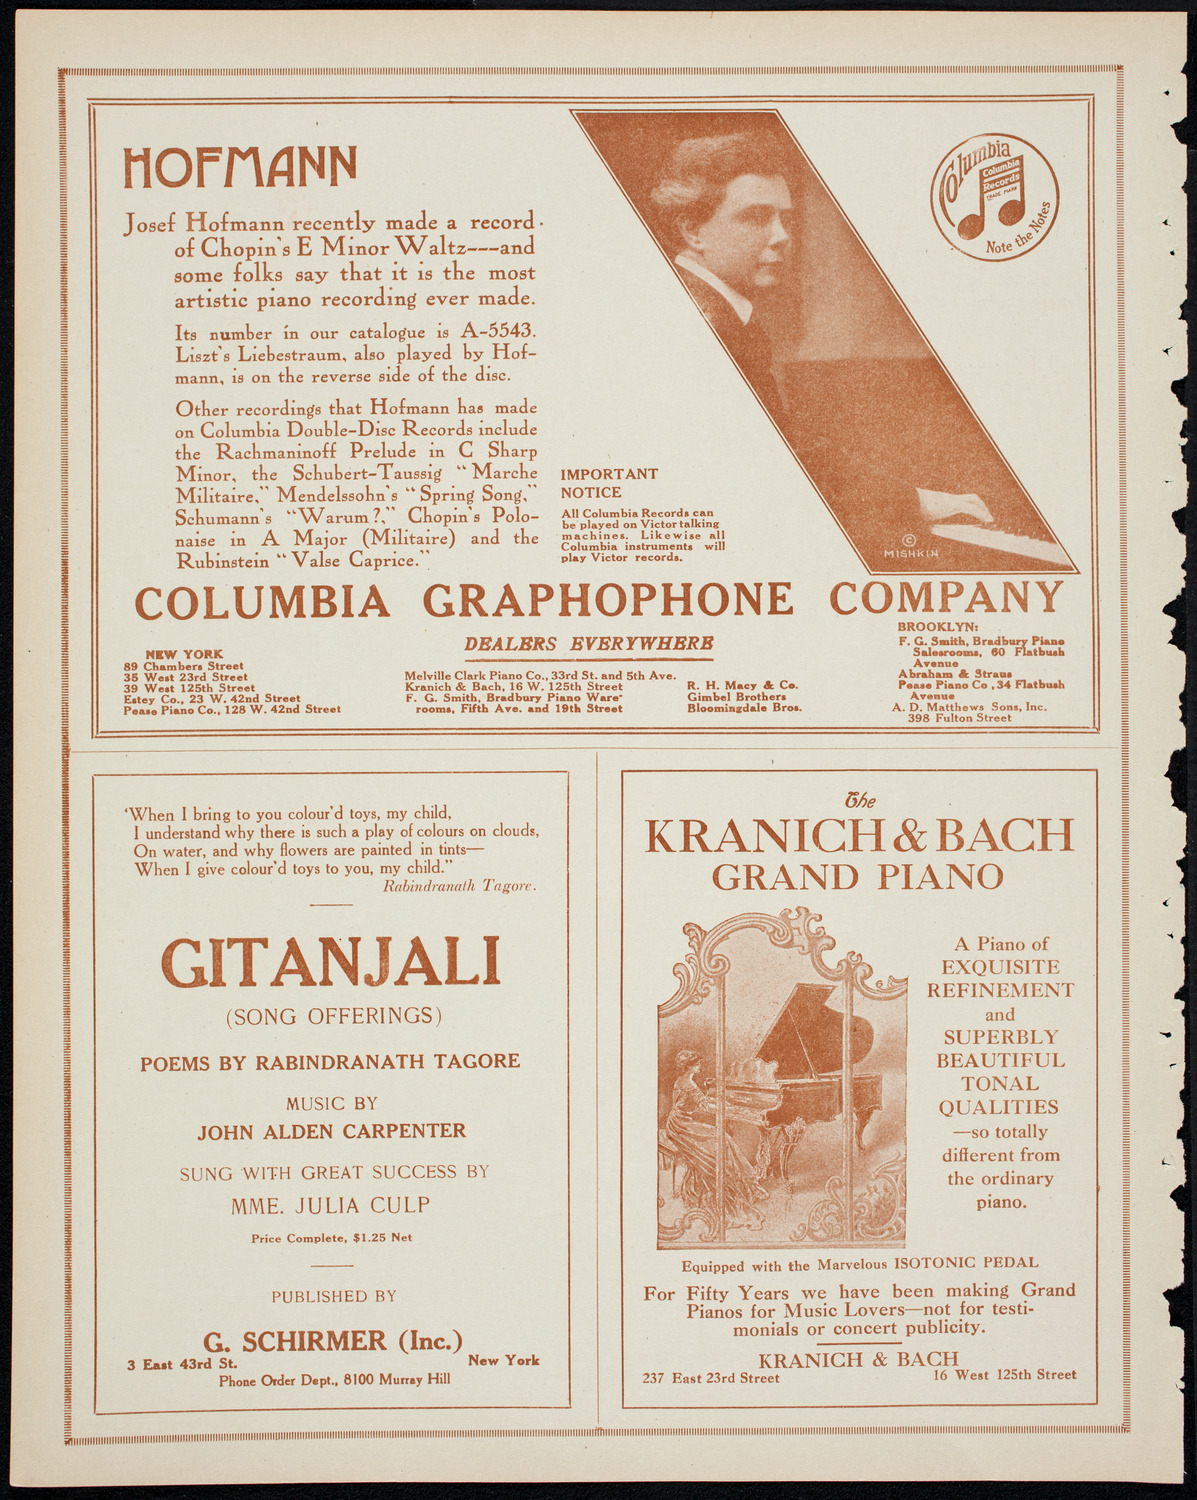 HOFMANN
Josef Hofmann recently made a record
of Chopin's E Minor Waltz---and
some folks say that it is the most
artistic piano recording ever made.
Its number in our catalogue is A-5543.
Liszt's Liebestraum, also played by Hof-
mann, is on the reverse side of the disc.
Other recordings that Hofmann has made
on Columbia Double-Disc Records include
the Rachmaninoff Prelude in C Sharp
Minor, the Schubert-Taussig "Marche
Militaire," Mendelssohn's "Spring Song,"
Schumann's "Warum?," Chopin's Polo-
naise in A Major (Militaire) and the
Rubinstein "Valse Caprice."
IMPORTANT
NOTICE
All Columbia Records can
be played on Victor talking
machines. Likewise all
Columbia instruments will
play Victor records.
©
MISHKIN
Columbia
Columbia
Records
TRADE MARK
Note the Notes
COLUMBIA GRAPHOPHONE COMPANY
DEALERS EVERYWHERE
NEW YORK
89 Chambers Street
35 West 23rd Street
39 West 125th Street
Estey Co., 23 W. 42nd Street
Pease Piano Co., 128 W. 42nd Street
Melville Clark Piano Co., 33rd St. and 5th Ave.
Kranich & Bach, 16 W. 125th Street
F. G. Smith, Bradbury Piano Ware-
rooms, Fifth Ave. and 19th Street
R. H. Macy & Co.
Gimbel Brothers
Bloomingdale Bros.
BROOKLYN:
F. G. Smith, Bradbury Piano
Salesrooms, 60 Flatbush
Avenue
Abraham & Straus
Pease Piano Co., 34 Flatbush
Avenue
A. D. Matthews Sons, Inc.
398 Fulton Street
'When I bring to you colour'd toys, my child,
I understand why there is such a play of colours on clouds,
On water, and why flowers are painted in tints—
When I give colour'd toys to you, my child."
Rabindranath Tagore.
GITANJALI
(SONG OFFERINGS)
POEMS BY RABINDRANATH TAGORE
MUSIC BY
JOHN ALDEN CARPENTER
SUNG WITH GREAT SUCCESS BY
MME. JULIA CULP
Price Complete, $1.25 Net
PUBLISHED BY
G. SCHIRMER (Inc.)
3 East 43rd St. New York
Phone Order Dept., 8100 Murray Hill
The
KRANICH & BACH
GRAND PIANO
A Piano of
EXQUISITE
REFINEMENT
and
SUPERBLY
BEAUTIFUL
TONAL
QUALITIES
—so totally
different from
the ordinary
piano.
Equipped with the Marvelous ISOTONIC PEDAL
For Fifty Years we have been making Grand
Pianos for Music Lovers—not for testi-
monials or concert publicity.
KRANICH & BACH
237 East 23rd Street 16 West 125th Street